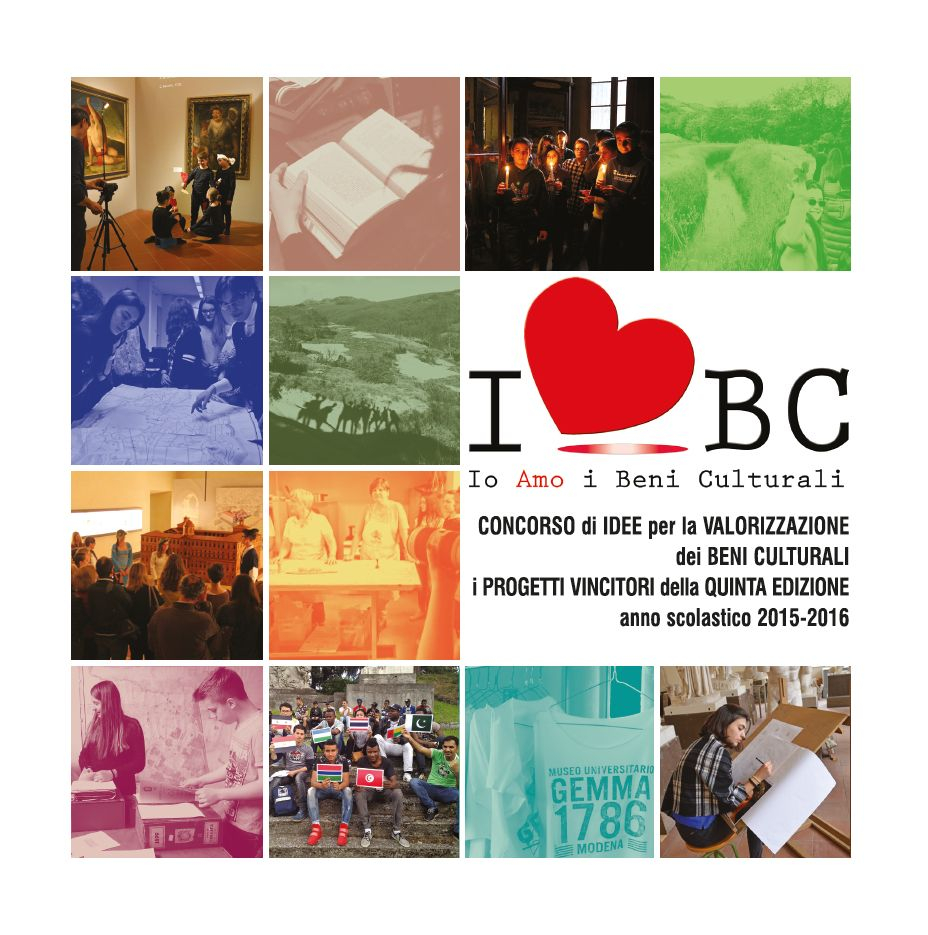 I BC
Io Amo i Beni Culturali
CONCORSO di IDEE per la VALORIZZAZIONE
dei BENI CULTURALI
i PROGETTI VINCITORI della QUINTA EDIZIONE
anno scolastico 2015-2016
MUSEO UNIVERSITARIO
GEMMA
1786
MODENA